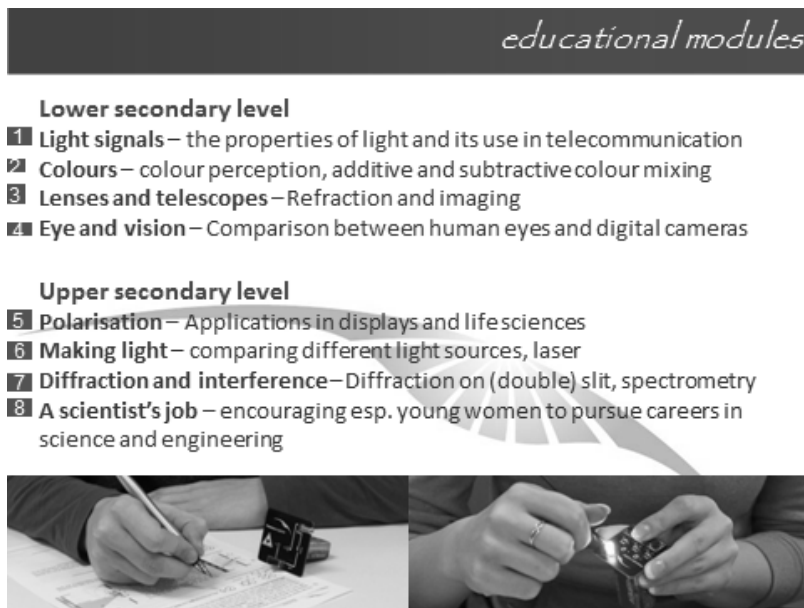 educational modules
Lower secondary level
1 Light signals – the properties of light and its use in telecommunication
2 Colours – colour perception, additive and subtractive colour mixing
3 Lenses and telescopes – Refraction and imaging
4 Eye and vision – Comparison between human eyes and digital cameras
Upper secondary level
5 Polarisation – Applications in displays and life sciences
6 Making light – comparing different light sources, laser
7 Diffraction and interference – Diffraction on (double) slit, spectrometry
8 A scientist's job – encouraging esp. young women to pursue careers in
science and engineering